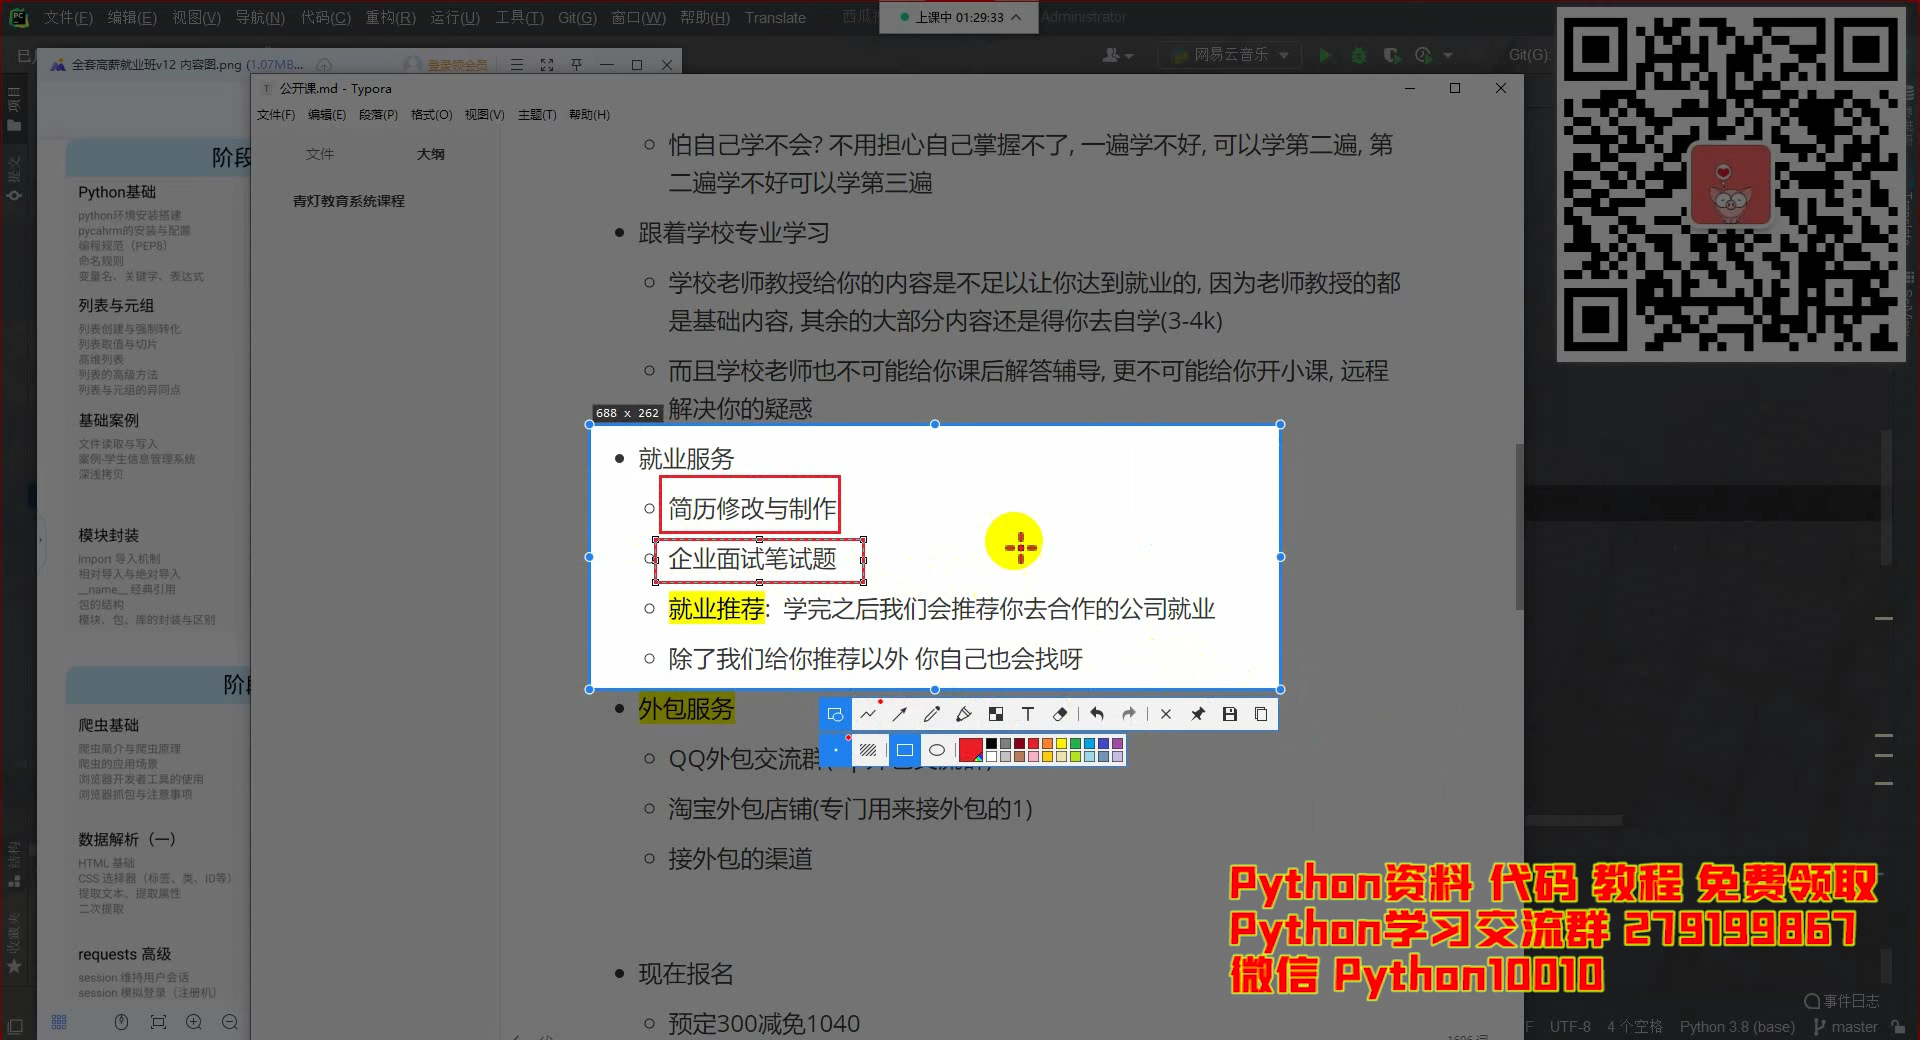 文件(F) 编辑(E) 视图(V) 导航(N) 代码(C) 重构(R) 运行(U) 工具(T) Git(G) 窗口(W) 帮助(H) Translate
上课中 01:29:33
Administrator
全套高薪就业班v12 内容图.png (1.07MB...
登录领会员
网易云音乐
Git(G):
公开课.md - Typora
文件(F) 编辑(E) 段落(P) 格式(O) 视图(V) 主题(T) 帮助(H)
文件 大纲
青灯教育系统课程
项目
提交
结构
收藏夹
阶段
Python基础
python环境安装搭建
pycahrm的安装与配置
编程规范（PEP8）
命名规则
变量名、关键字、表达式
列表与元组
列表创建与强制转化
列表取值与切片
高维列表
列表的高级方法
列表与元组的异同点
基础案例
文件读取与写入
案例-学生信息管理系统
深浅拷贝
模块封装
import 导入机制
相对导入与绝对导入
__name__ 经典引用
包的结构
模块、包、库的封装与区别
阶
爬虫基础
爬虫简介与爬虫原理
爬虫的应用场景
浏览器开发者工具的使用
浏览器抓包与注意事项
数据解析（一）
HTML 基础
CSS 选择器（标签、类、ID等）
提取文本、提取属性
二次提取
requests 高级
session 维持用户会话
session 模拟登录（注册机）
怕自己学不会? 不用担心自己掌握不了, 一遍学不好, 可以学第二遍, 第
二遍学不好可以学第三遍
跟着学校专业学习
学校老师教授给你的内容是不足以让你达到就业的, 因为老师教授的都
是基础内容, 其余的大部分内容还是得你去自学(3-4k)
而且学校老师也不可能给你课后解答辅导, 更不可能给你开小课, 远程
解决你的疑惑
688 x 262
就业服务
简历修改与制作
企业面试笔试题
就业推荐: 学完之后我们会推荐你去合作的公司就业
除了我们给你推荐以外 你自己也会找呀
外包服务
QQ外包交流群(
淘宝外包店铺(专门用来接外包的1)
接外包的渠道
现在报名
预定300减免1040
Python资料 代码 教程 免费领取
Python学习交流群 279199867
微信 Python10010
事件日志
UTF-8 4 个空格 Python 3.8 (base) master